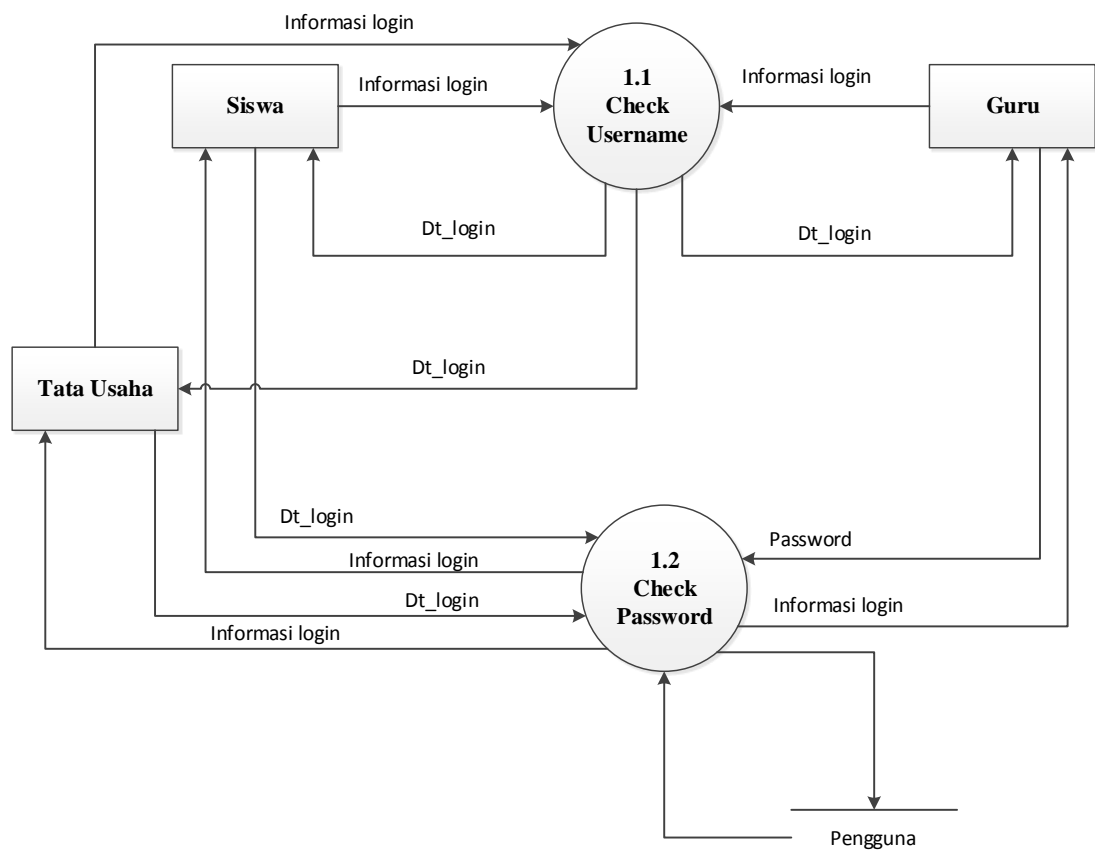 Informasi login
Siswa
Informasi login
1.1
Check
Username
Informasi login
Guru
Dt_login
Dt_login
Tata Usaha
Dt_login
Dt_login
Informasi login
Dt_login
Informasi login
1.2
Check
Password
Password
Informasi login
Pengguna